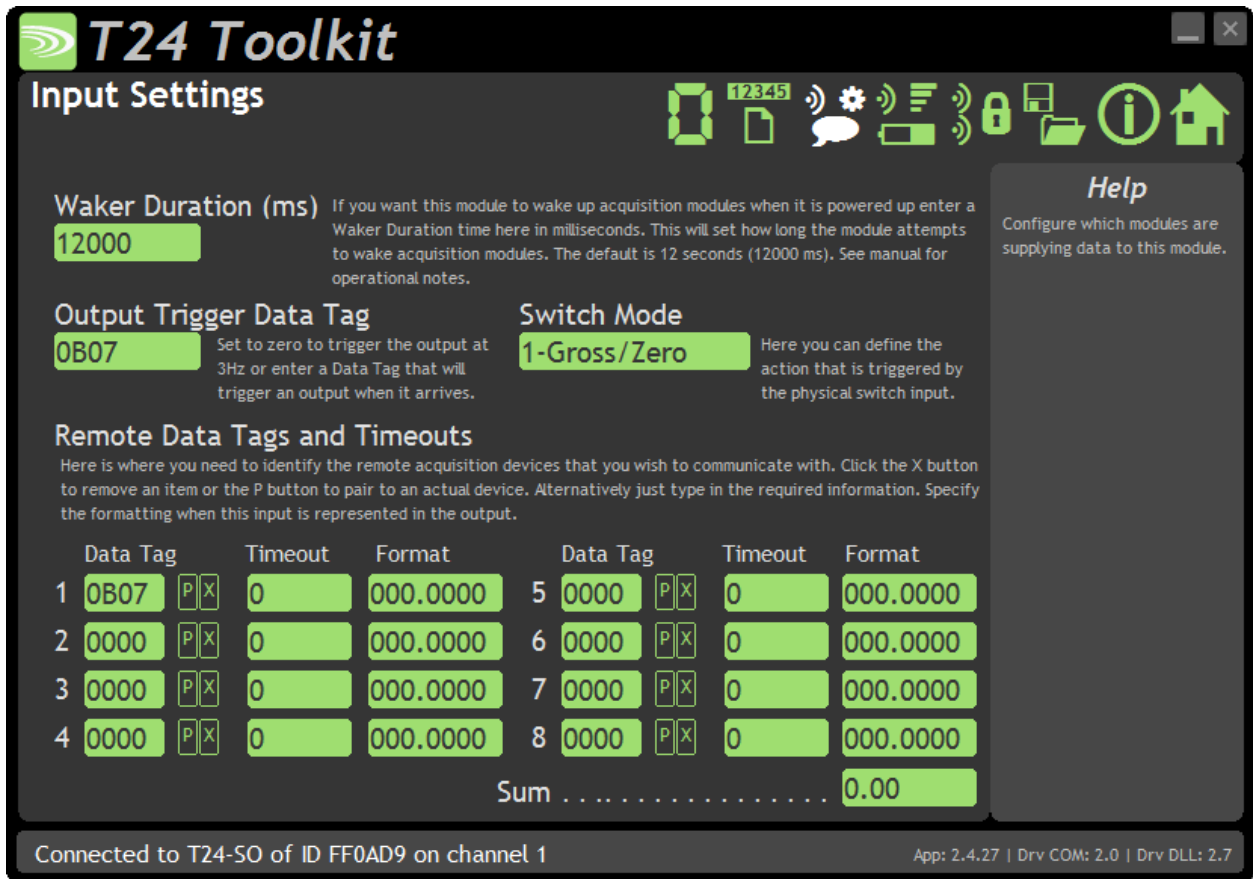 T24 Toolkit
Input Settings
12345
Waker Duration (ms)
12000
If you want this module to wake up acquisition modules when it is powered up enter a
Waker Duration time here in milliseconds. This will set how long the module attempts
to wake acquisition modules. The default is 12 seconds (12000 ms). See manual for
operational notes.
Output Trigger Data Tag
0B07
Set to zero to trigger the output at
3Hz or enter a Data Tag that will
trigger an output when it arrives.
Switch Mode
1-Gross/Zero
Here you can define the
action that is triggered by
the physical switch input.
Remote Data Tags and Timeouts
Here is where you need to identify the remote acquisition devices that you wish to communicate with. Click the X button
to remove an item or the P button to pair to an actual device. Alternatively just type in the required information. Specify
the formatting when this input is represented in the output.
Data Tag Timeout Format Data Tag Timeout Format
1 0B07 P X 0 000.0000 5 0000 P X 0 000.0000
2 0000 P X 0 000.0000 6 0000 P X 0 000.0000
3 0000 P X 0 000.0000 7 0000 P X 0 000.0000
4 0000 P X 0 000.0000 8 0000 P X 0 000.0000
Sum . . . . . . . . . . . . . . . . . 0.00
Help
Configure which modules are
supplying data to this module.
Connected to T24-SO of ID FF0AD9 on channel 1
App: 2.4.27 | Drv COM: 2.0 | Drv DLL: 2.7